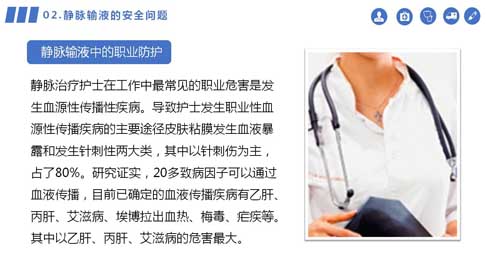 02.静脉输液的安全问题
静脉输液中的职业防护
静脉治疗护士在工作中最常见的职业危害是发
生血源性传播性疾病。导致护士发生职业性血
源性传播疾病的主要途径皮肤粘膜发生血液暴
露和发生针刺性两大类，其中以针刺伤为主，
占了80%。研究证实，20多致病因子可以通过
血液传播，目前已确定的血液传播疾病有乙肝、
丙肝、艾滋病、埃博拉出血热、梅毒、疟疾等。
其中以乙肝、丙肝、艾滋病的危害最大。